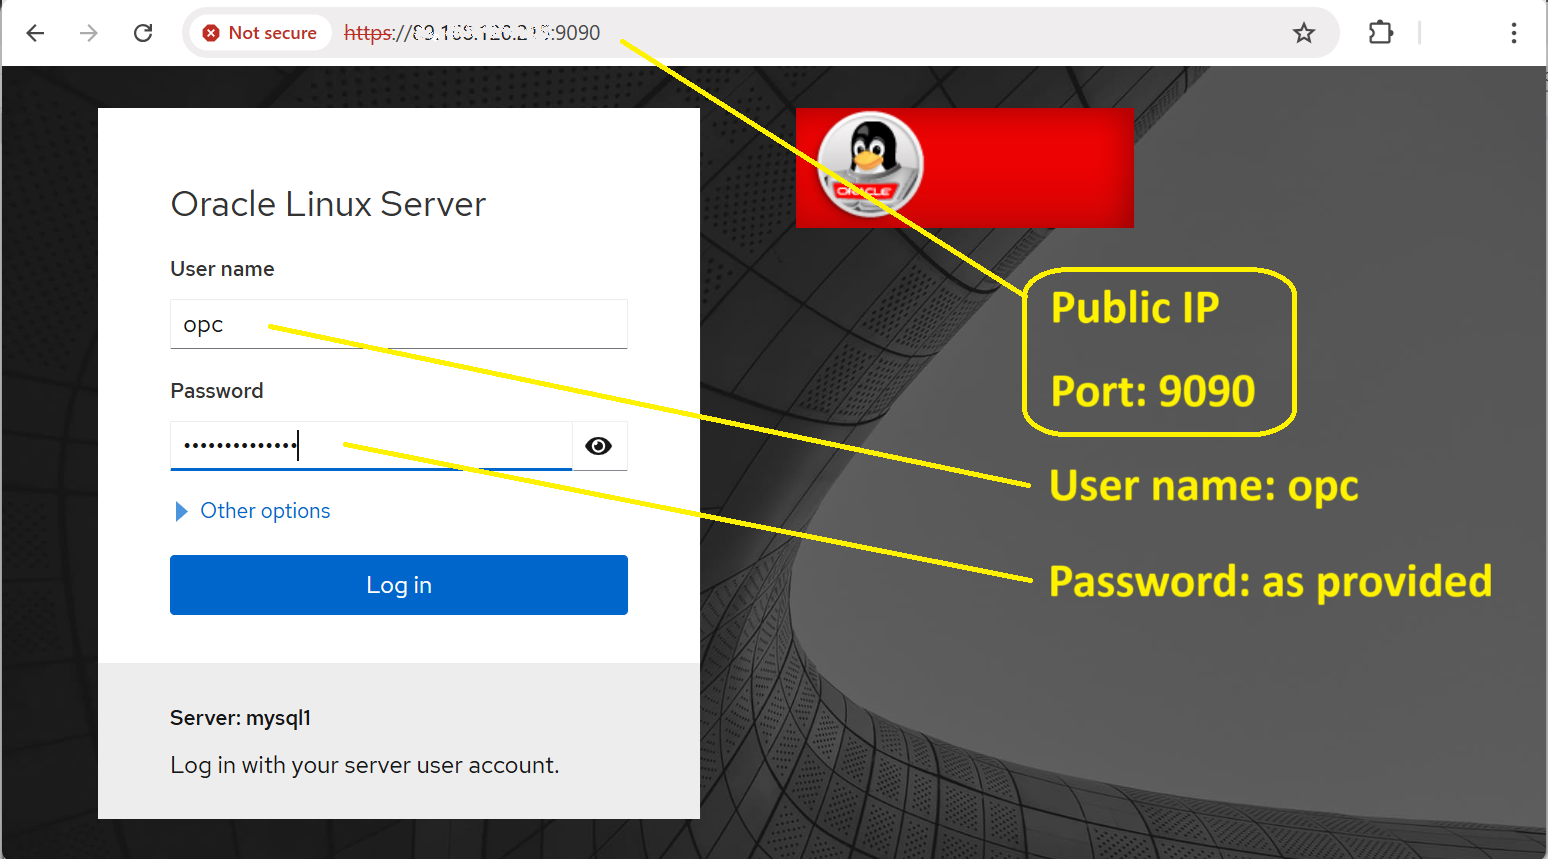 Not secure
https:// :9090
Oracle Linux Server
User name
opc
Password
Other options
Log in
Server: mysql1
Log in with your server user account.
ORACLE
Public IP
Port: 9090
User name: opc
Password: as provided